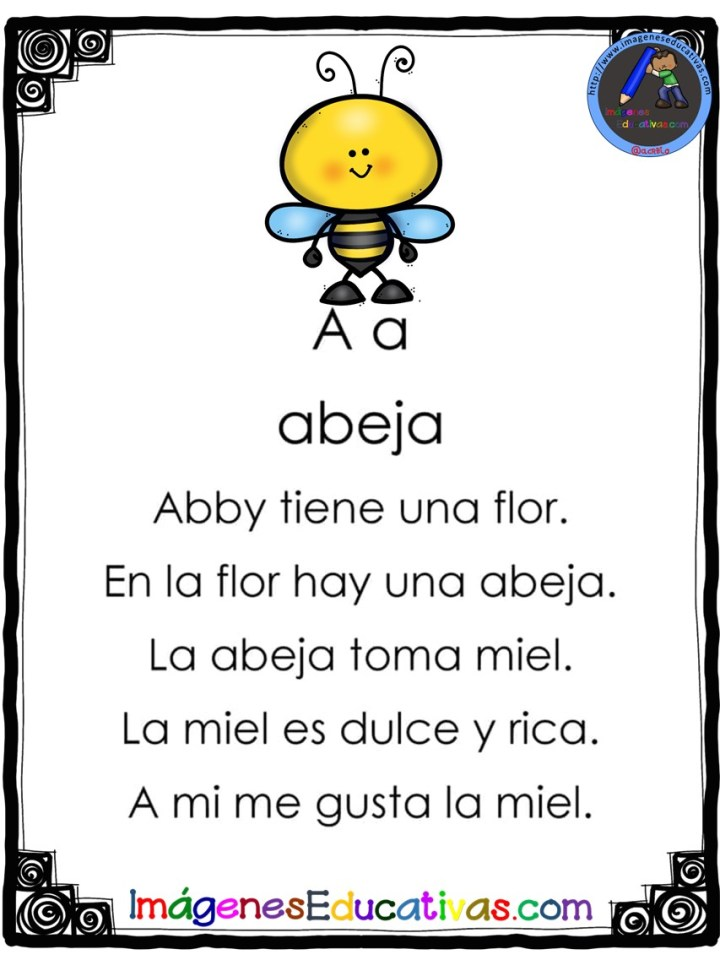 http://www.imageneseducativas.com
Imágenes
Educativas.com
A a
abeja
Abby tiene una flor.
En la flor hay una abeja.
La abeja toma miel.
La miel es dulce y rica.
A mi me gusta la miel.
ImágenesEducativas.com